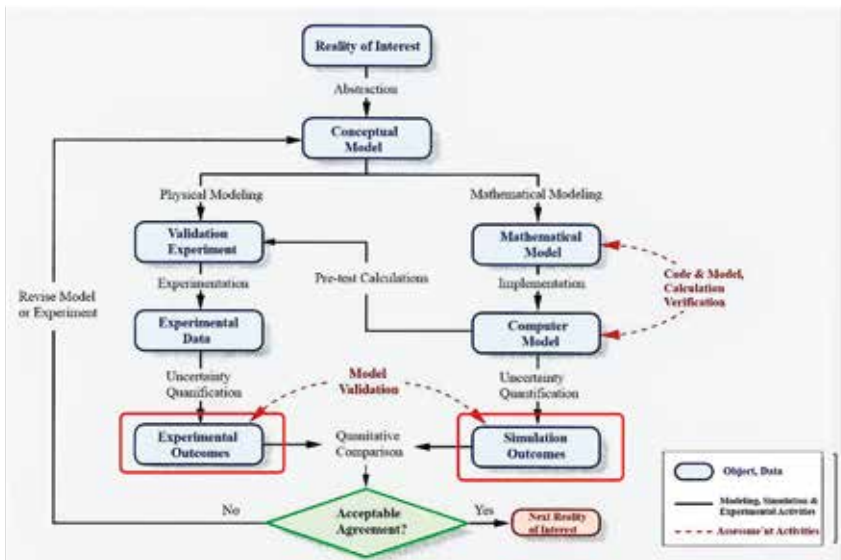 Reality of Interest
Abstraction
Conceptual
Model
Physical Modeling
Mathematical Modeling
Validation
Experiment
Mathematical
Model
Code & Model,
Calculation
Verification
Pre-test Calculations
Experimentation
Implementation
Revise Model
or Experiment
Experimental
Data
Computer
Model
Uncertainty
Quantification
Model
Validation
Uncertainty
Quantification
Experimental
Outcomes
Quantitative
Comparison
Simulation
Outcomes
No
Acceptable
Agreement?
Yes
Next Reality
of Interest
Object, Data
Modeling, Simulation &
Experimental Activities
Assessme'nt Activities